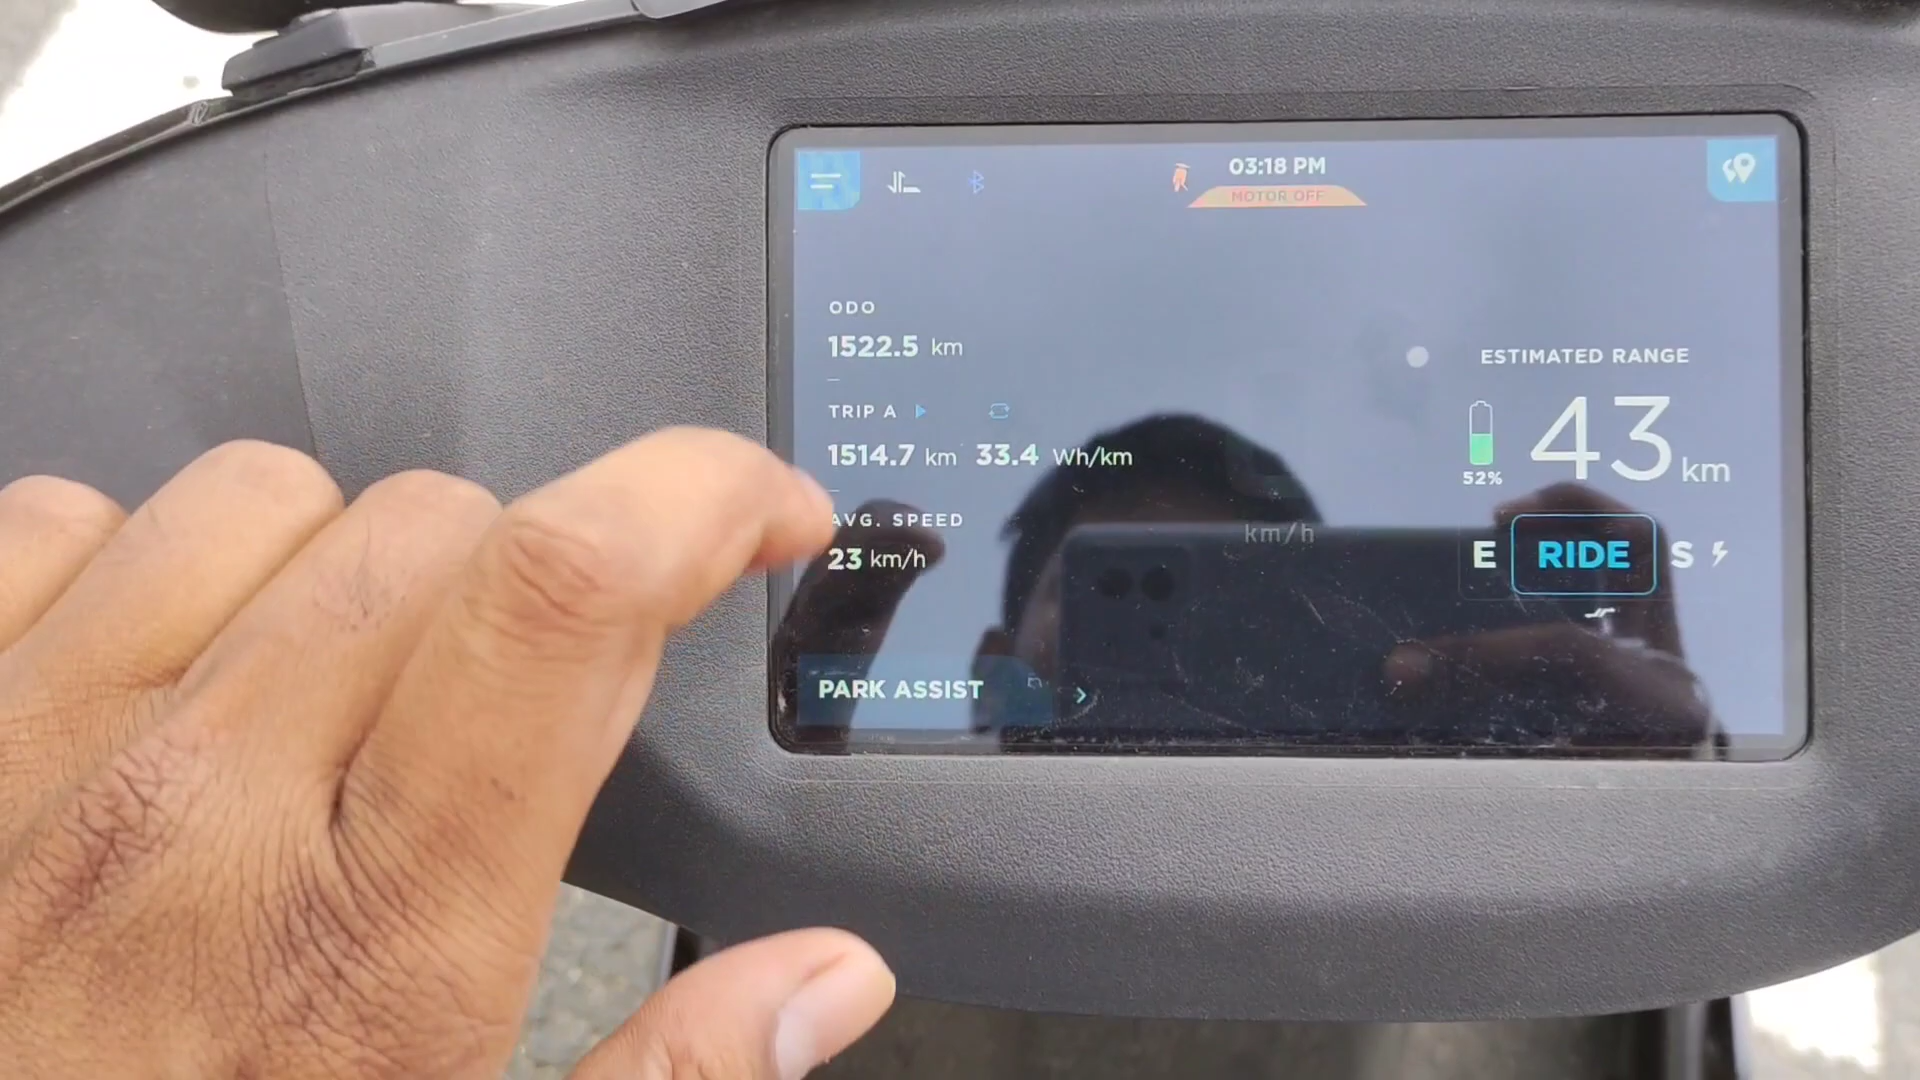 03:18 PM
MOTOR OFF
ODO
1522.5 km
TRIP A
1514.7 km 33.4 Wh/km
AVG. SPEED
23 km/h
km/h
ESTIMATED RANGE
43 km
52%
E RIDE S
PARK ASSIST